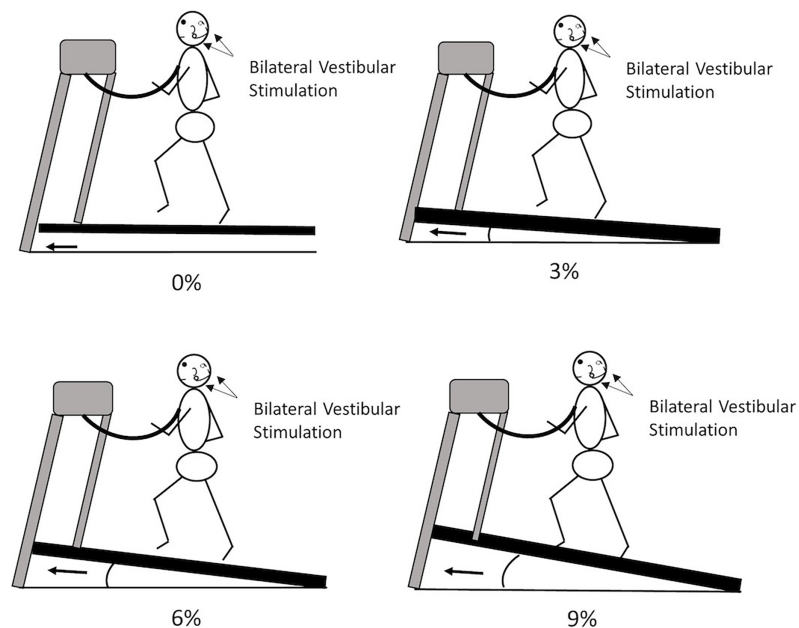 Bilateral Vestibular
Stimulation
0%
Bilateral Vestibular
Stimulation
3%
Bilateral Vestibular
Stimulation
6%
Bilateral Vestibular
Stimulation
9%